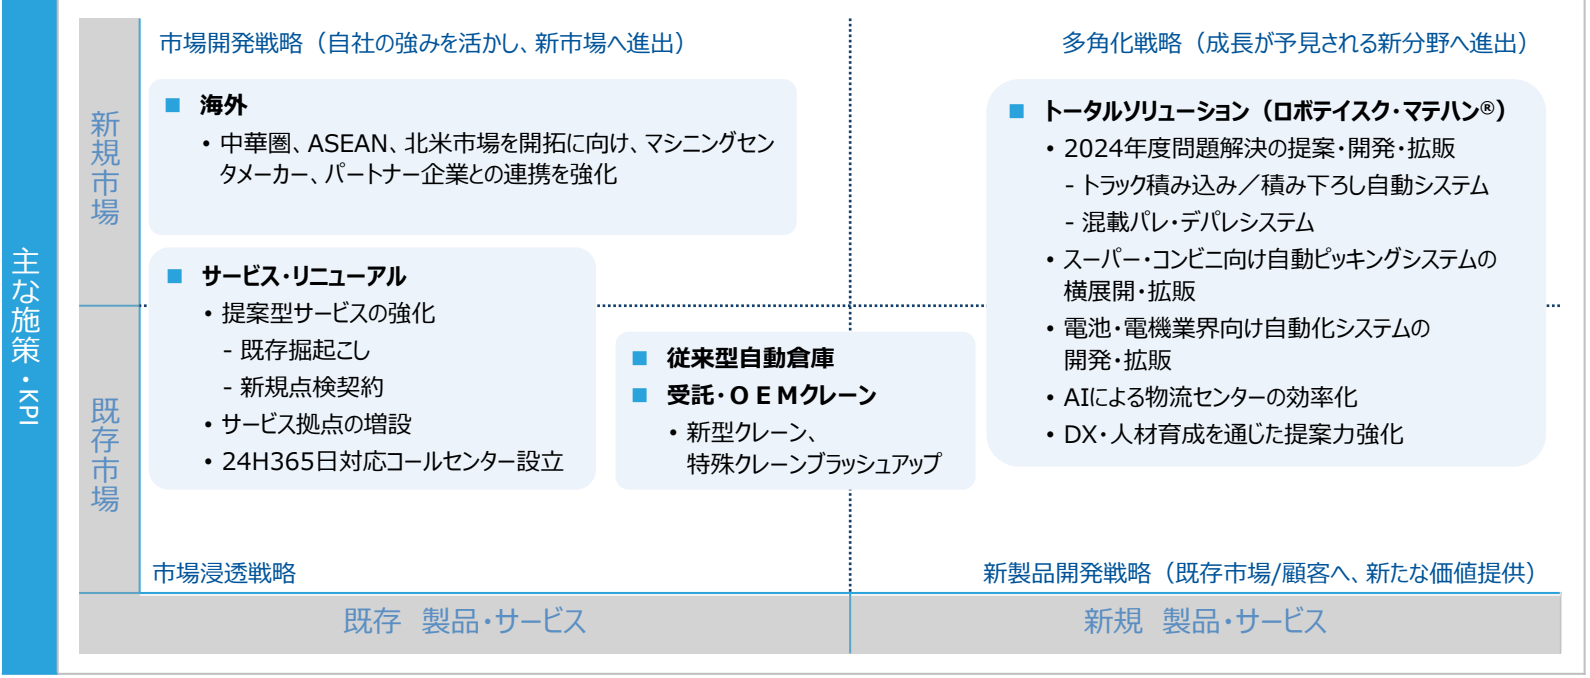 主な施策・KPI
新規市場
既存市場
市場開発戦略（自社の強みを活かし、新市場へ進出）
■ 海外
• 中華圏、ASEAN、北米市場を開拓に向け、マシニングセン
タメーカー、パートナー企業との連携を強化
■ サービス・リニューアル
• 提案型サービスの強化
- 既存掘起こし
- 新規点検契約
• サービス拠点の増設
• 24H365日対応コールセンター設立
■ 従来型自動倉庫
■ 受託・ＯＥＭクレーン
• 新型クレーン、
特殊クレーンブラッシュアップ
多角化戦略（成長が予見される新分野へ進出）
■ トータルソリューション（ロボテイスク・マテハン®）
• 2024年度問題解決の提案・開発・拡販
- トラック積み込み／積み下ろし自動システム
- 混載パレ・デパレシステム
• スーパー・コンビニ向け自動ピッキングシステムの
横展開・拡販
• 電池・電機業界向け自動化システムの
開発・拡販
• AIによる物流センターの効率化
• DX・人材育成を通じた提案力強化
市場浸透戦略
新製品開発戦略（既存市場/顧客へ、新たな価値提供）
既存　製品・サービス
新規　製品・サービス